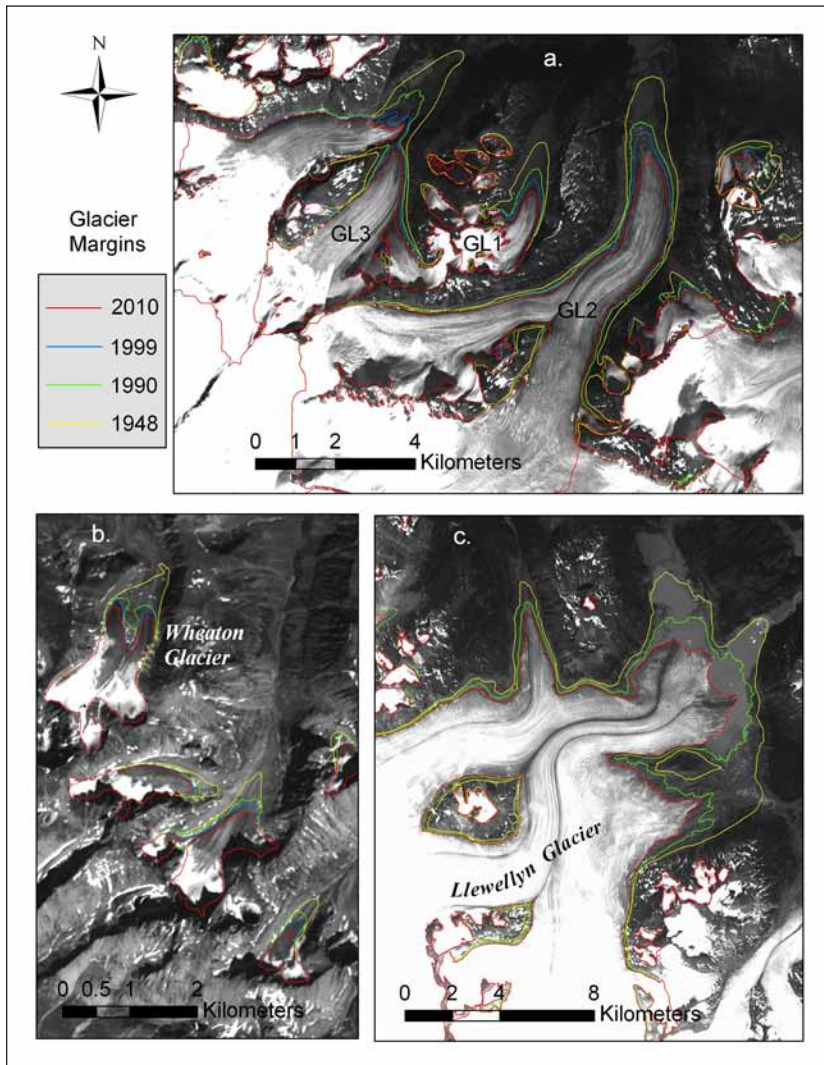 N
a.
Glacier
Margins
2010
1999
1990
1948
GL3
GL1
GL2
0 1 2 4
Kilometers
b.
Wheaton
Glacier
0 0.5 1 2
Kilometers
c.
Llewellyn Glacier
0 2 4 8
Kilometers